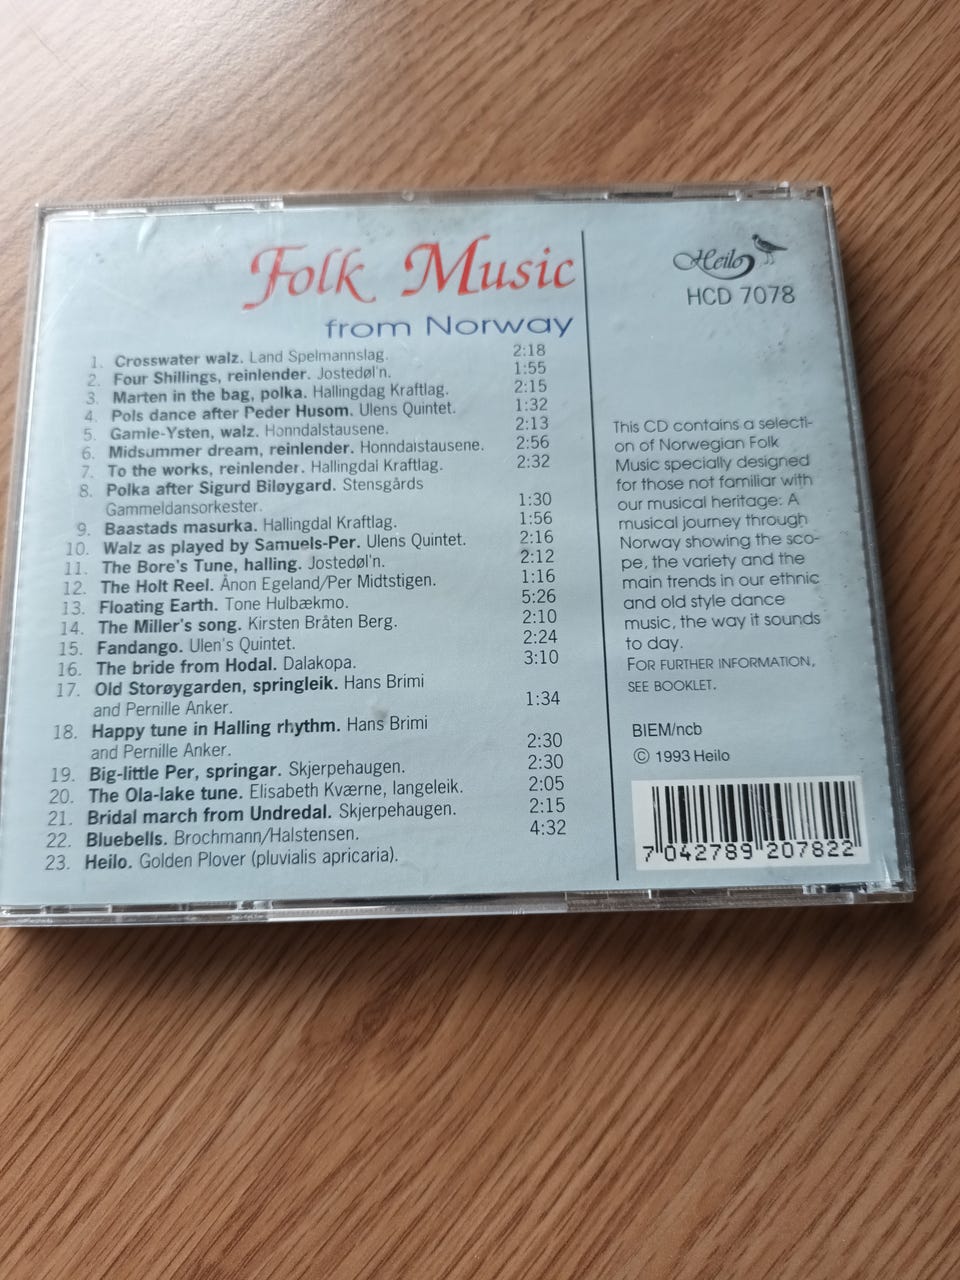 Folk Music
from Norway
1. Crosswater walz. Land Spelmannslag. 2:18
2. Four Shillings, reinlender. Jostedøl'n. 1:55
3. Marten in the bag, polka. Hallingdag Kraftlag. 2:15
4. Pols dance after Peder Husom. Ulens Quintet. 1:32
5. Gamle-Ysten, walz. Honndalstausene. 2:13
6. Midsummer dream, reinlender. Honndalstausene. 2:56
7. To the works, reinlender. Hallingdal Kraftlag. 2:32
8. Polka after Sigurd Biløygard. Stensgårds
Gammeldansorkester. 1:30
9. Baastads masurka. Hallingdal Kraftlag. 1:56
10. Walz as played by Samuels-Per. Ulens Quintet. 2:16
11. The Bore's Tune, halling. Jostedøl'n. 2:12
12. The Holt Reel. Ånon Egeland/Per Midtstigen. 1:16
13. Floating Earth. Tone Hulbækmo. 5:26
14. The Miller's song. Kirsten Bråten Berg. 2:10
15. Fandango. Ulen's Quintet. 2:24
16. The bride from Hodal. Dalakopa. 3:10
17. Old Storøygarden, springleik. Hans Brimi
and Pernille Anker. 1:34
18. Happy tune in Halling rhythm. Hans Brimi
and Pernille Anker. 2:30
19. Big-little Per, springar. Skjerpehaugen. 2:30
20. The Ola-lake tune. Elisabeth Kværne, langeleik. 2:05
21. Bridal march from Undredal. Skjerpehaugen. 2:15
22. Bluebells. Brochmann/Halstensen. 4:32
23. Heilo. Golden Plover (pluvialis apricaria).
Heilo
HCD 7078
This CD contains a selecti-
on of Norwegian Folk
Music specially designed
for those not familiar with
our musical heritage: A
musical journey through
Norway showing the sco-
pe, the variety and the
main trends in our ethnic
and old style dance
music, the way it sounds
to day.
FOR FURTHER INFORMATION,
SEE BOOKLET.
BIEM/ncb
© 1993 Heilo
7 042789 207822